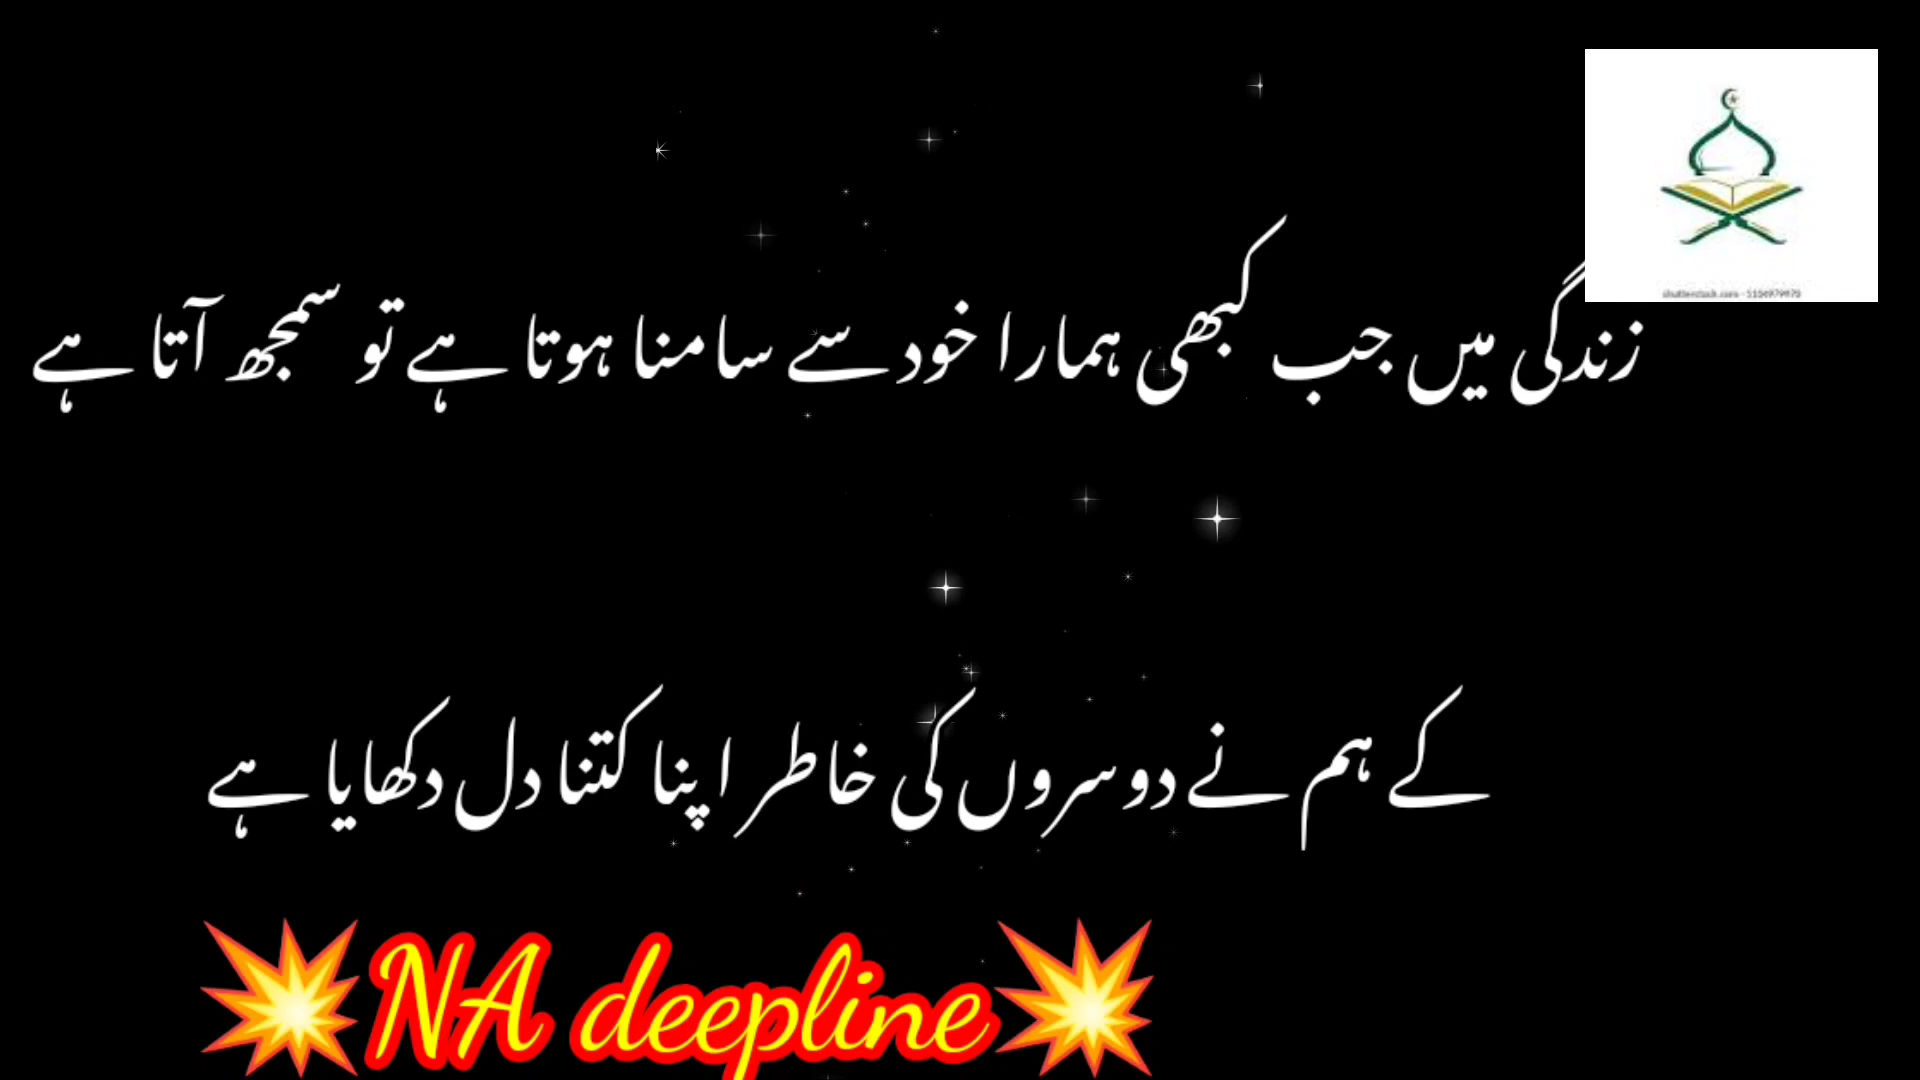 زندگی میں جب کبھی ہمارا خود سے سامنا ہوتا ہے تو سمجھ آتا ہے
کے ہم نے دوسروں کی خاطر اپنا کتنا دل دکھایا ہے
💥NA deepline💥